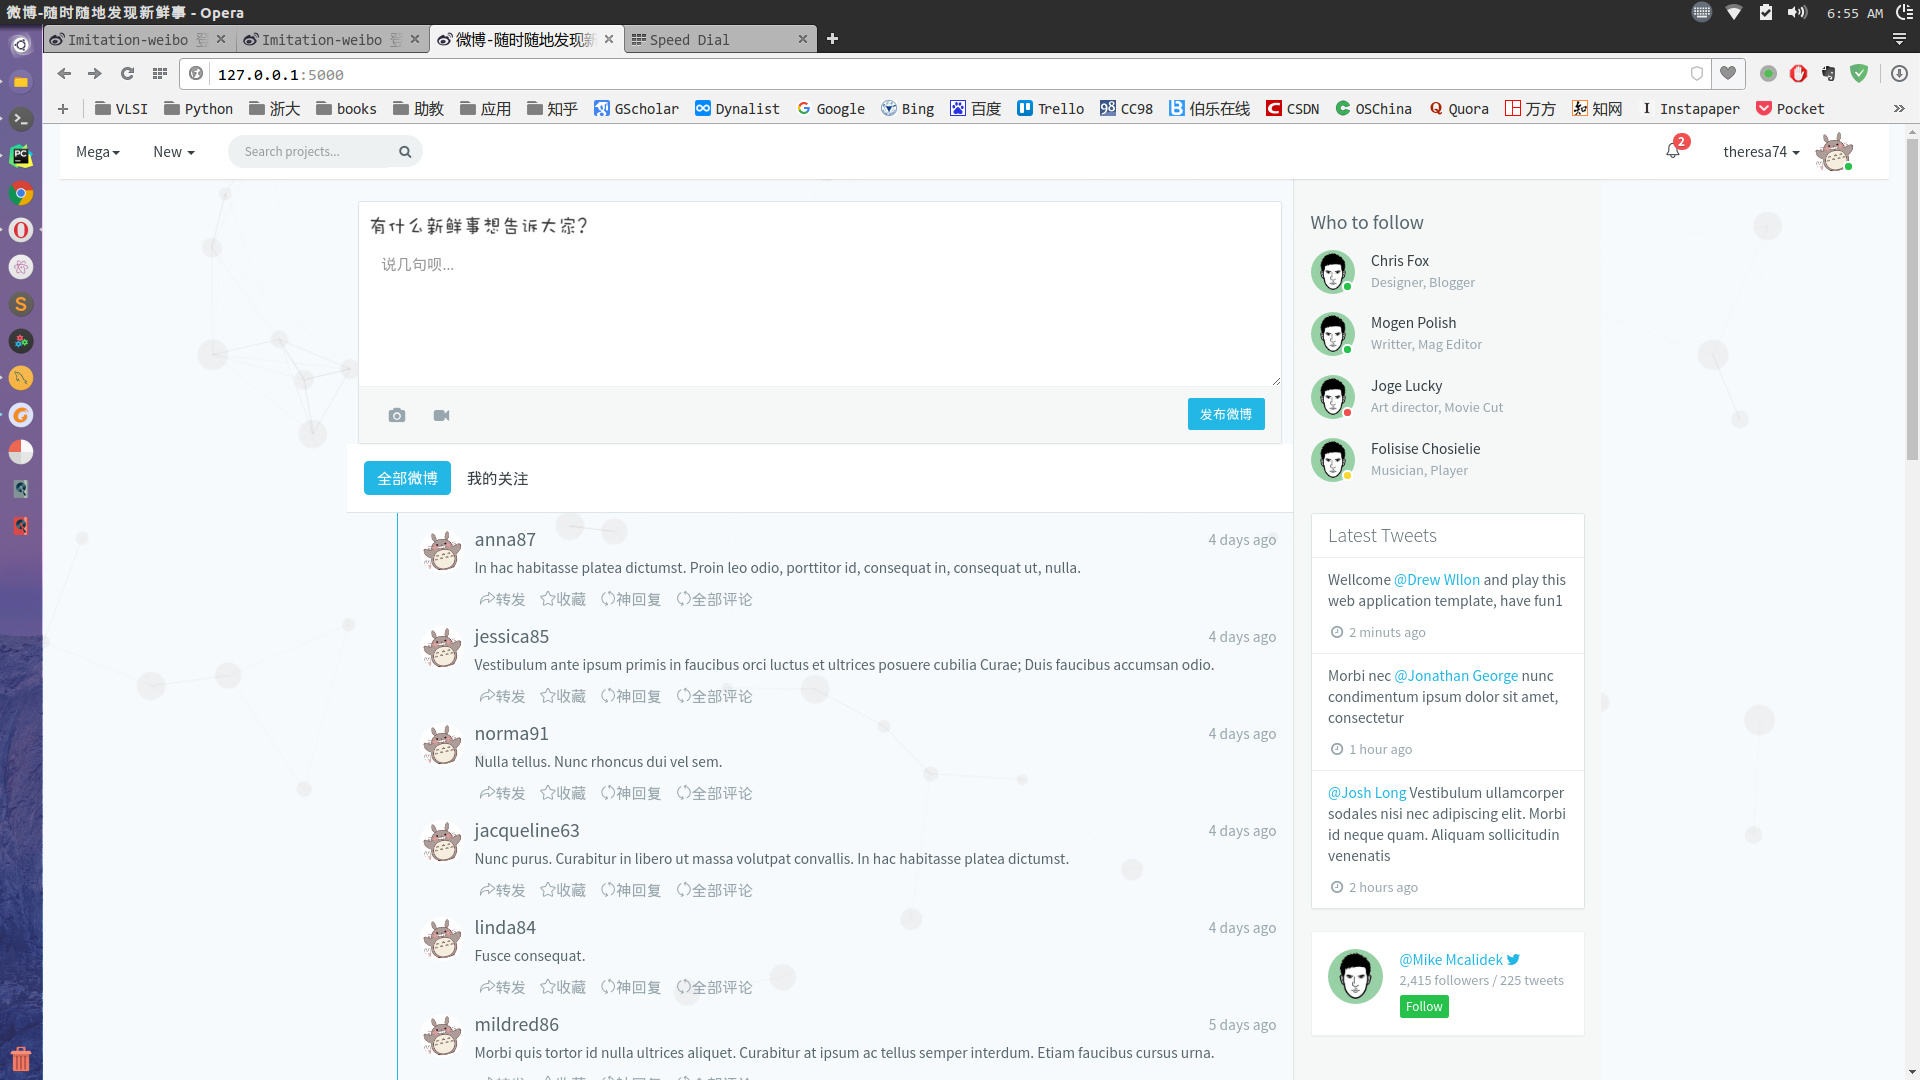 微博-随时随地发现新鲜事 - Opera
6:55 AM
Imitation-weibo
Imitation-weibo
微博-随时随地发现新
Speed Dial
127.0.0.1:5000
VLSI
Python
浙大
books
助教
应用
知乎
GScholar
Dynalist
Google
Bing
百度
Trello
CC98
伯乐在线
CSDN
OSChina
Quora
万方
知网
Instapaper
Pocket
Mega
New
Search projects...
2
theresa74
有什么新鲜事想告诉大家?
说几句呗...
发布微博
全部微博
我的关注
anna87
4 days ago
In hac habitasse platea dictumst. Proin leo odio, porttitor id, consequat in, consequat ut, nulla.
转发 收藏 神回复 全部评论
jessica85
4 days ago
Vestibulum ante ipsum primis in faucibus orci luctus et ultrices posuere cubilia Curae; Duis faucibus accumsan odio.
转发 收藏 神回复 全部评论
norma91
4 days ago
Nulla tellus. Nunc rhoncus dui vel sem.
转发 收藏 神回复 全部评论
jacqueline63
4 days ago
Nunc purus. Curabitur in libero ut massa volutpat convallis. In hac habitasse platea dictumst.
转发 收藏 神回复 全部评论
linda84
4 days ago
Fusce consequat.
转发 收藏 神回复 全部评论
mildred86
5 days ago
Morbi quis tortor id nulla ultrices aliquet. Curabitur at ipsum ac tellus semper interdum. Etiam faucibus cursus urna.
Who to follow
Chris Fox
Designer, Blogger
Mogen Polish
Writter, Mag Editor
Joge Lucky
Art director, Movie Cut
Folisise Chosielie
Musician, Player
Latest Tweets
Wellcome @Drew Wllon and play this
web application template, have fun1
2 minuts ago
Morbi nec @Jonathan George nunc
condimentum ipsum dolor sit amet,
consectetur
1 hour ago
@Josh Long Vestibulum ullamcorper
sodales nisi nec adipiscing elit. Morbi
id neque quam. Aliquam sollicitudin
venenatis
2 hours ago
@Mike Mcalidek
2,415 followers / 225 tweets
Follow